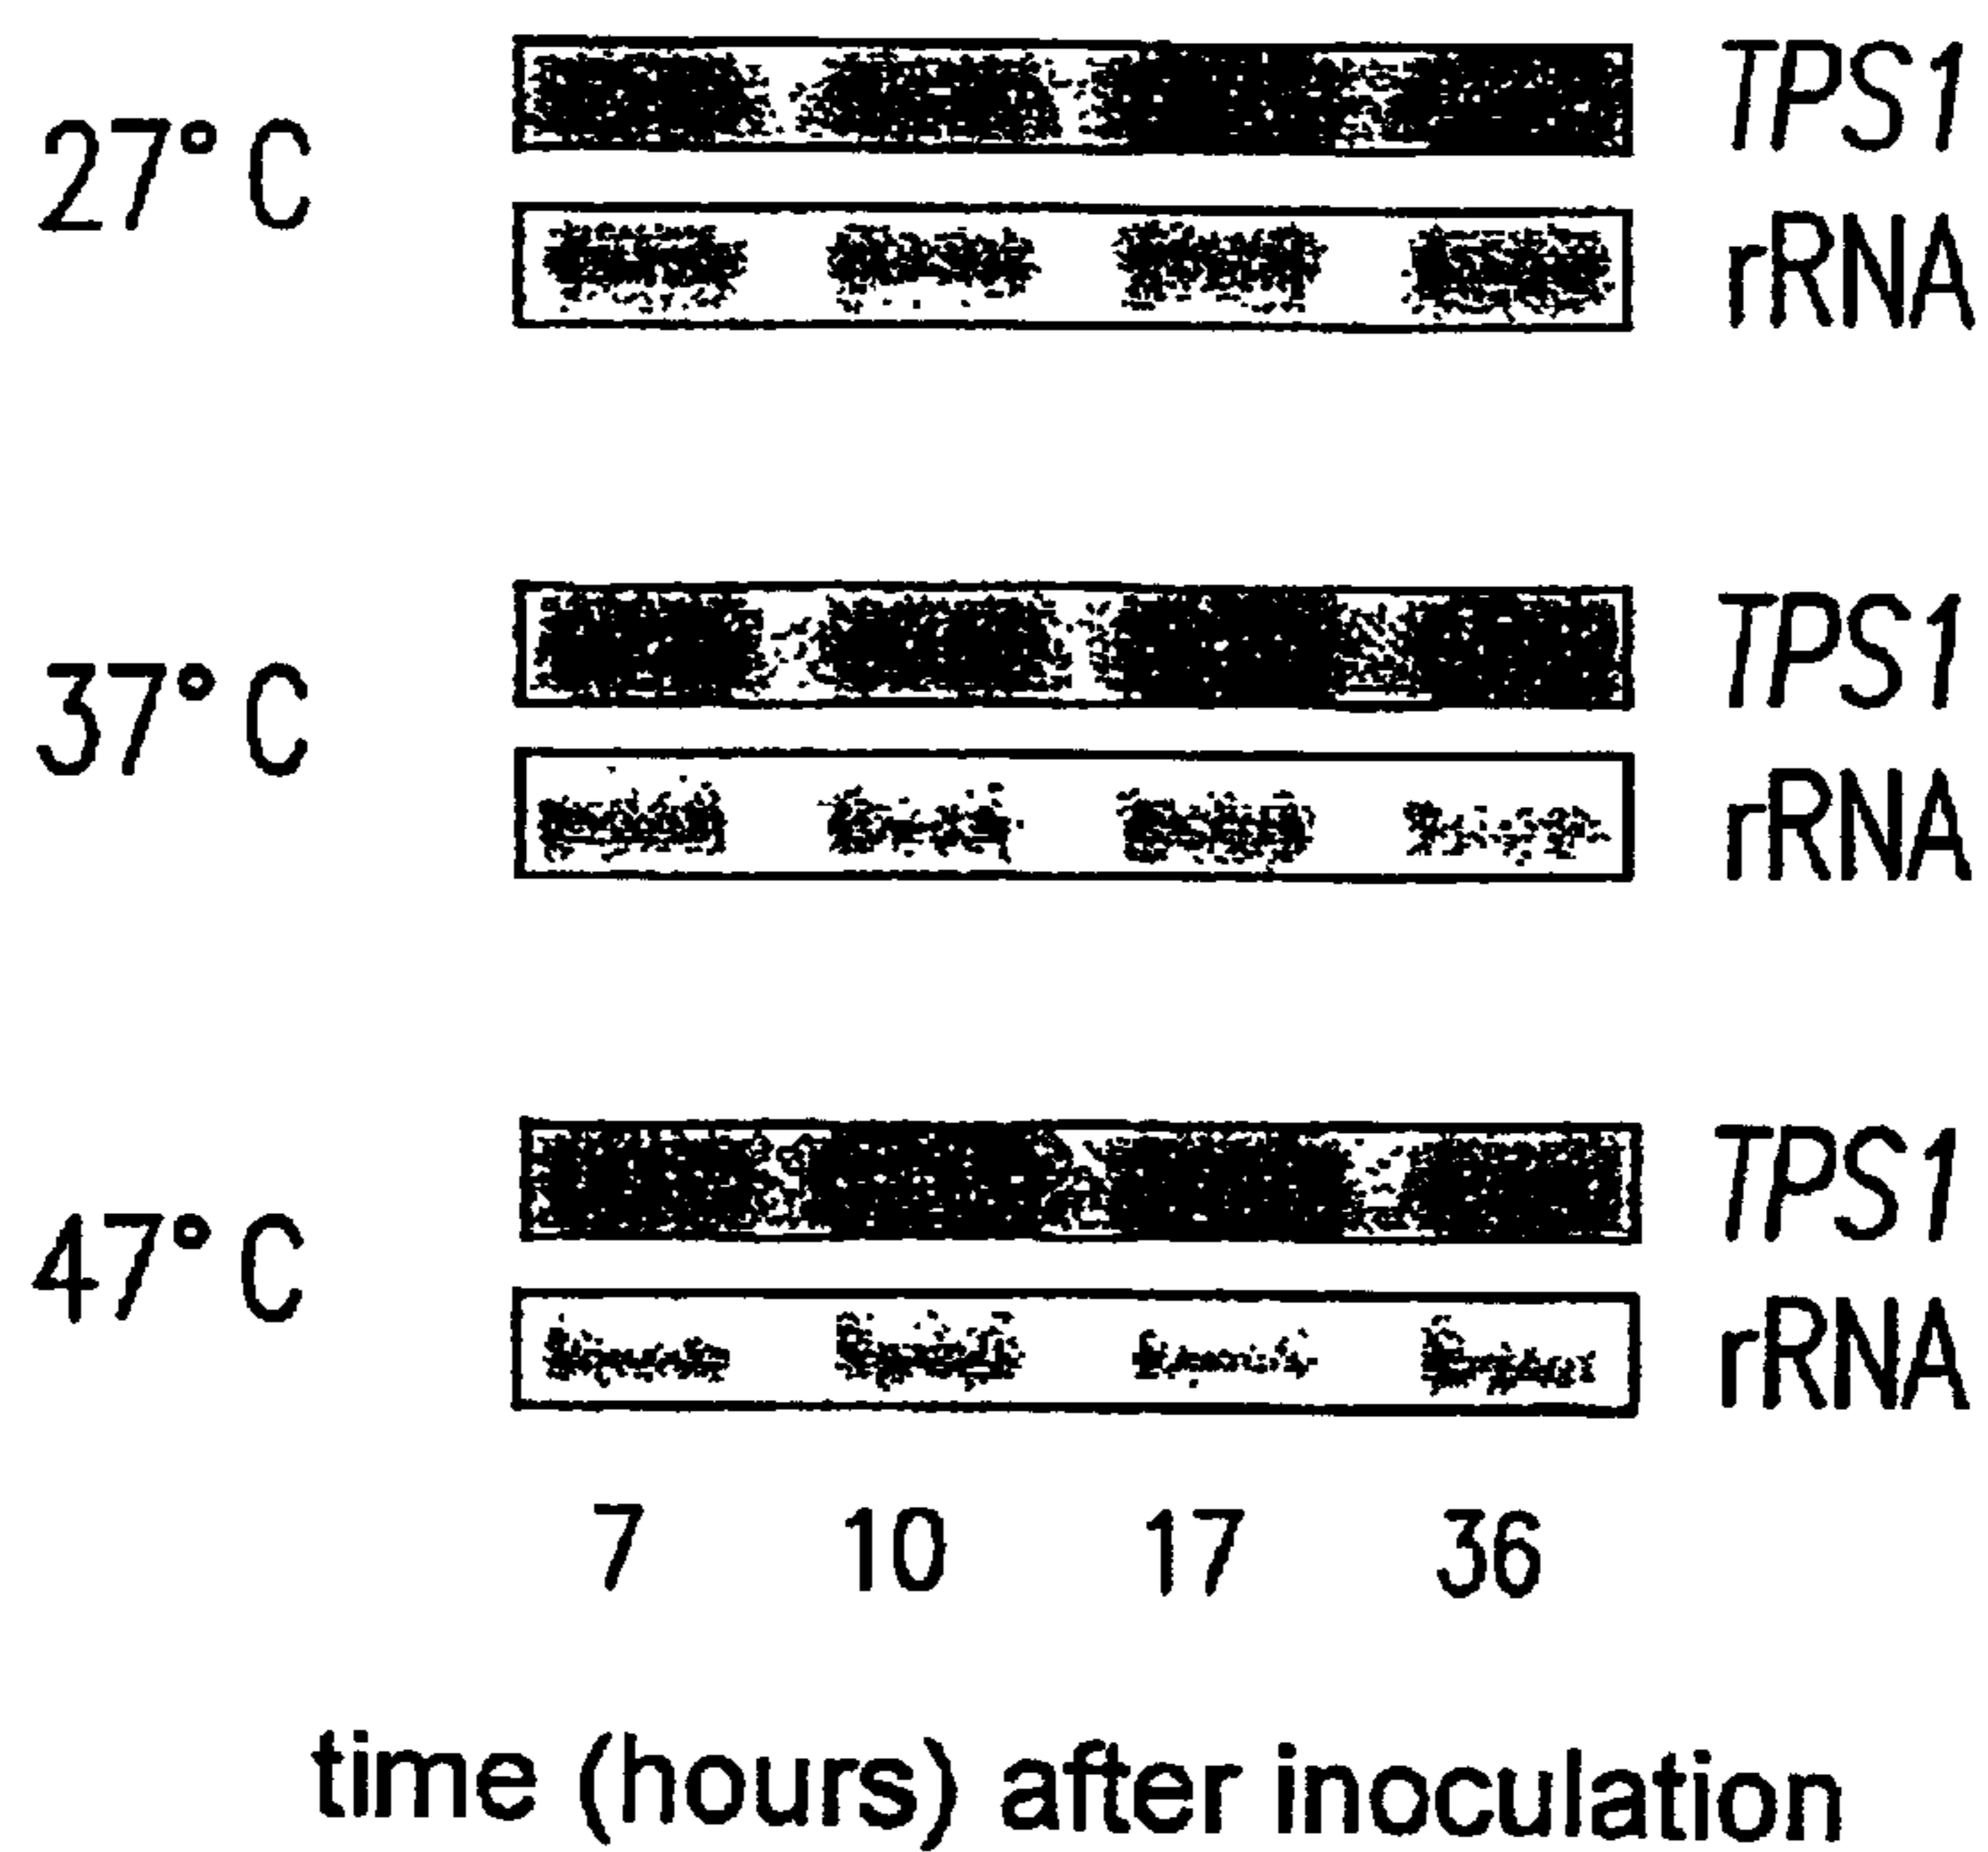 TPS1
27°C
rRNA
TPS1
37°C
rRNA
TPS1
47°C
rRNA
7 10 17 36
time (hours) after inoculation